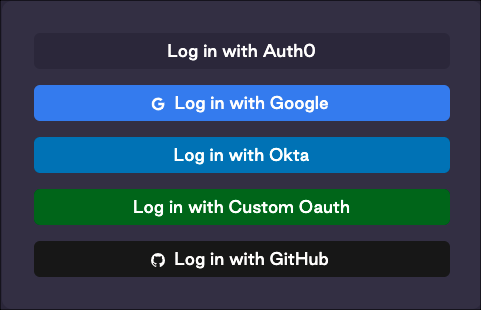 Log in with Auth0
Log in with Google
Log in with Okta
Log in with Custom Oauth
Log in with GitHub